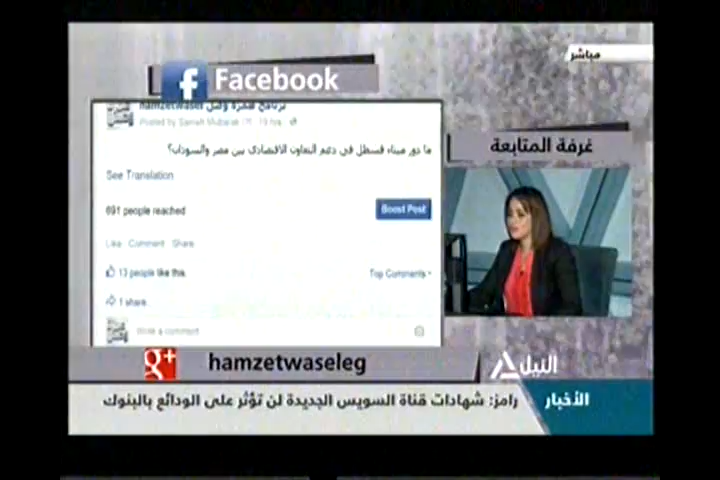 مباشر
Facebook
برنامج همزة وصل hamzetwasel
Posted by Sameh Mubarak 19 hrs
غرفة المتابعة
ما دور ميناء قسطل في دعم التعاون الاقتصادي بين مصر والسودان؟
See Translation
691 people reached
Boost Post
Like Comment Share
13 people like this.
Top Comments
1 share
Write a comment
g+ hamzetwaseleg
النيل
الأخبار
رامز: شهادات قناة السويس الجديدة لن تؤثر على الودائع بالبنوك